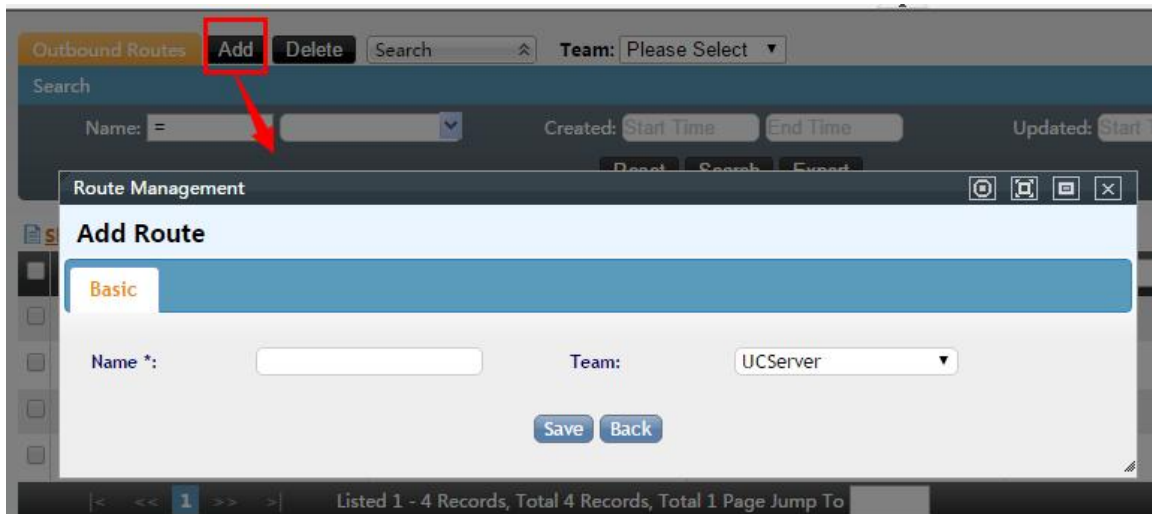 Outbound Routes Add Delete Search Team: Please Select
Search
Name: = Created: Start Time End Time Updated: Start
Reset Search Export
Route Management
Add Route
Basic
Name *: Team: UCServer
Save Back
|< << 1 >> >| Listed 1 - 4 Records, Total 4 Records, Total 1 Page Jump To